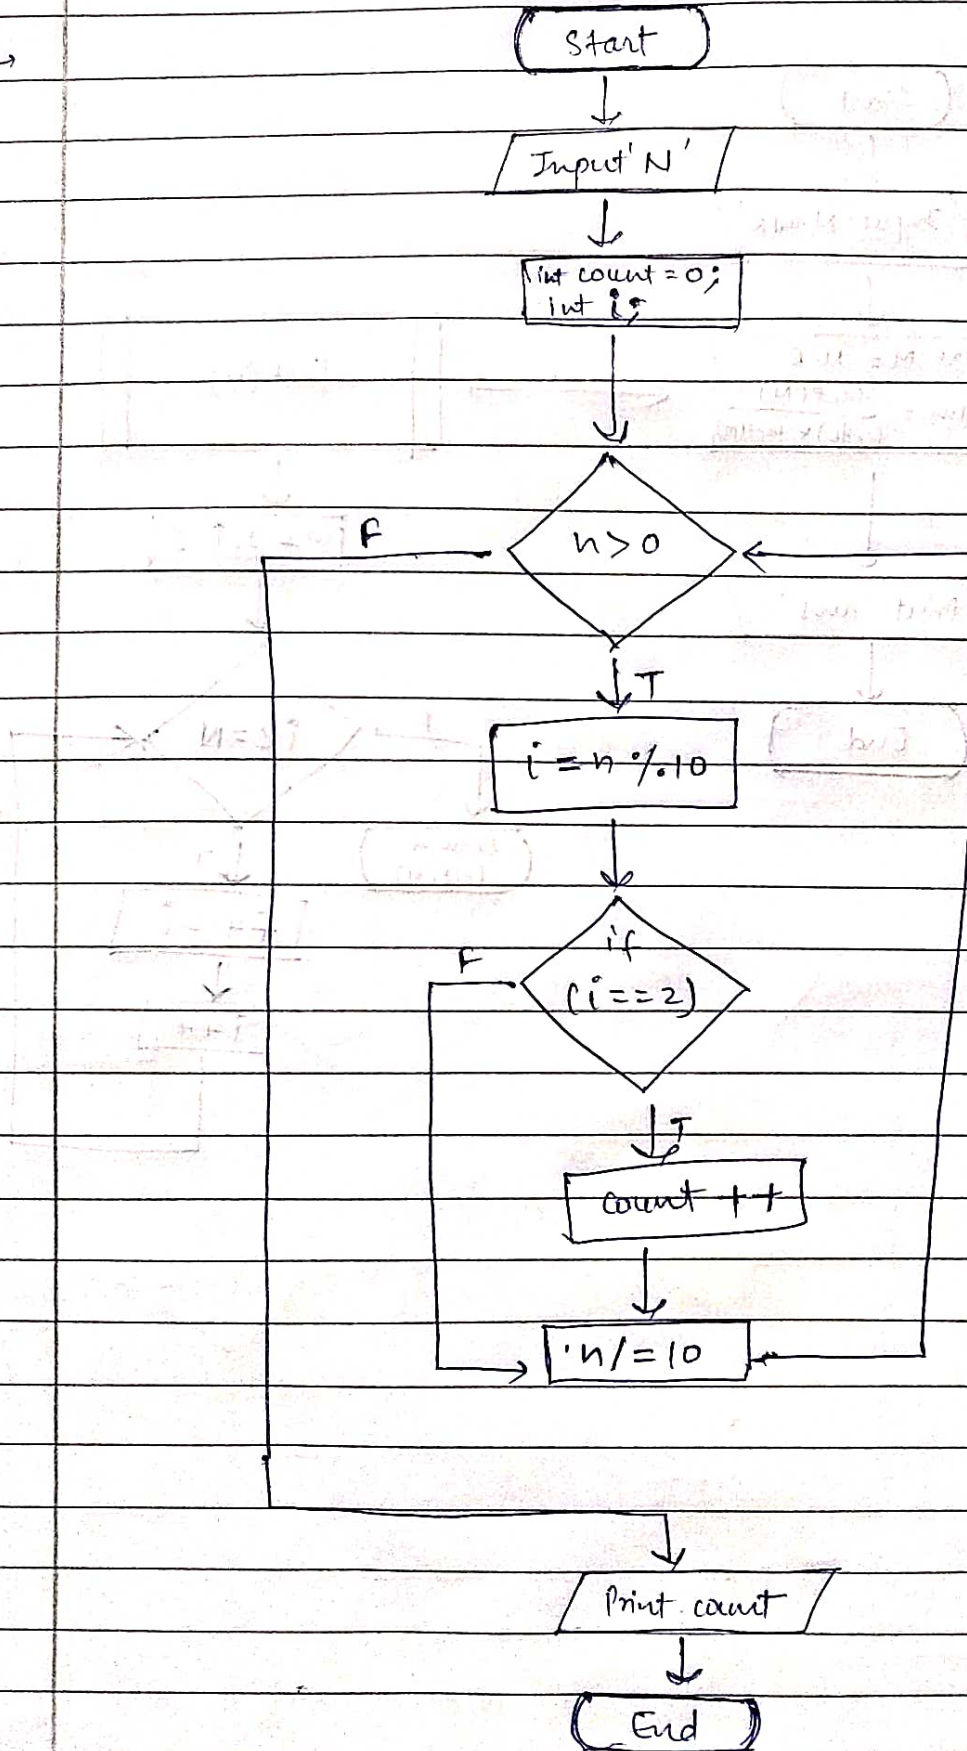 Start
Input 'N'
int count = 0;
int i;
n > 0
F
T
i = n % 10
if
(i == 2)
F
T
count ++
n /= 10
Print count
End